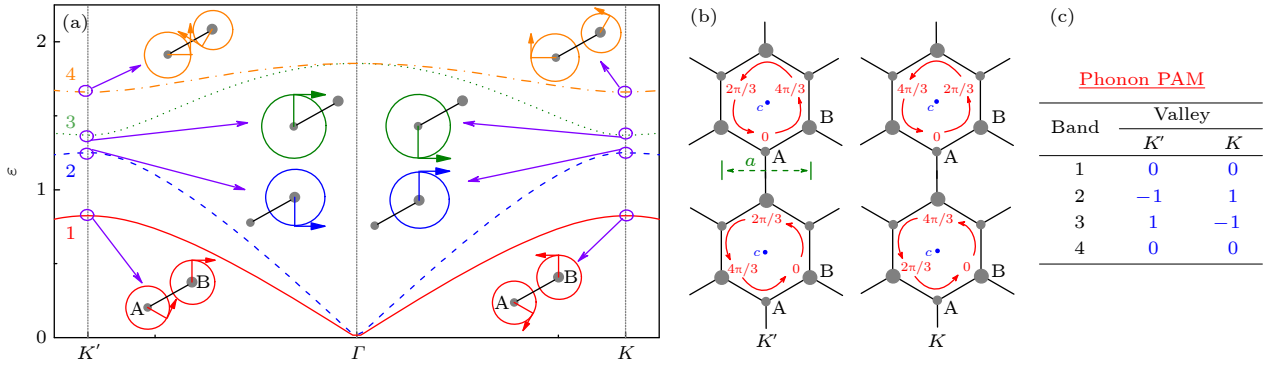 (a)
2
1
0
ε
4
3
2
1
A
B
A
B
K′
Γ
K
(b)
2π/3
4π/3
c
0
B
A
a
2π/3
4π/3
c
0
B
A
K′
4π/3
2π/3
c
0
B
A
4π/3
2π/3
c
0
B
A
K
(c)
Phonon PAM
Band Valley
K′ K
1 0 0
2 −1 1
3 1 −1
4 0 0